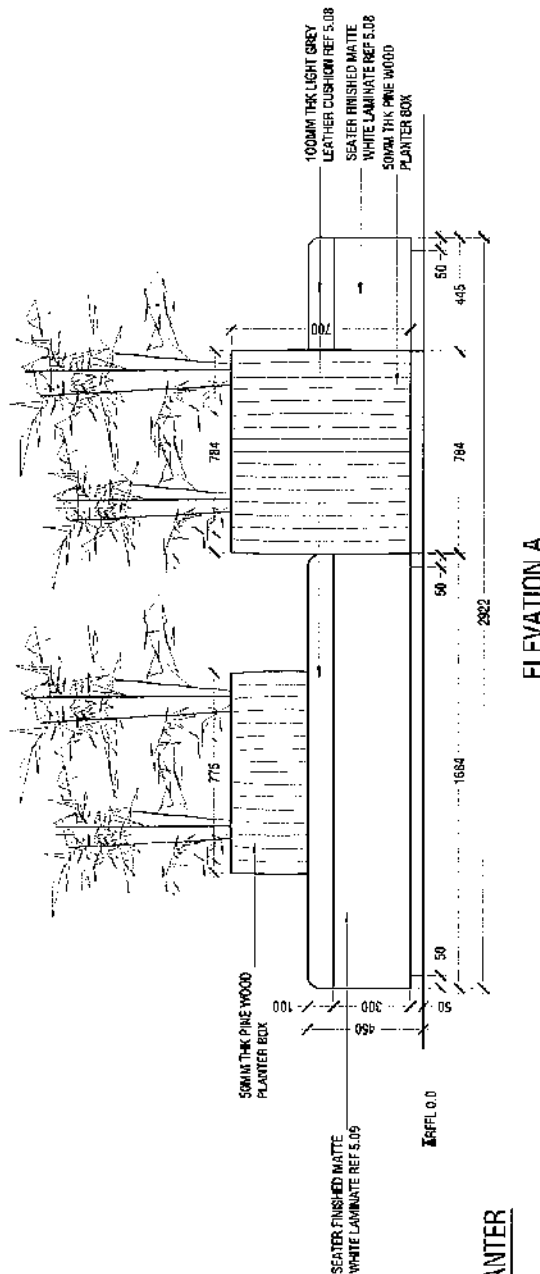 100MM THK LIGHT GREY
LEATHER CUSHION REF 5.08
SEATER FINISHED MATTE
WHITE LAMINATE REF 5.08
50MM THK PINE WOOD
PLANTER BOX
784
775
700
50MM THK PINE WOOD
PLANTER BOX
SEATER FINISHED MATTE
WHITE LAMINATE REF 5.09
100
300
50
450
0.0
50
50
50
784
445
2922
ELEVATION A
ANTER